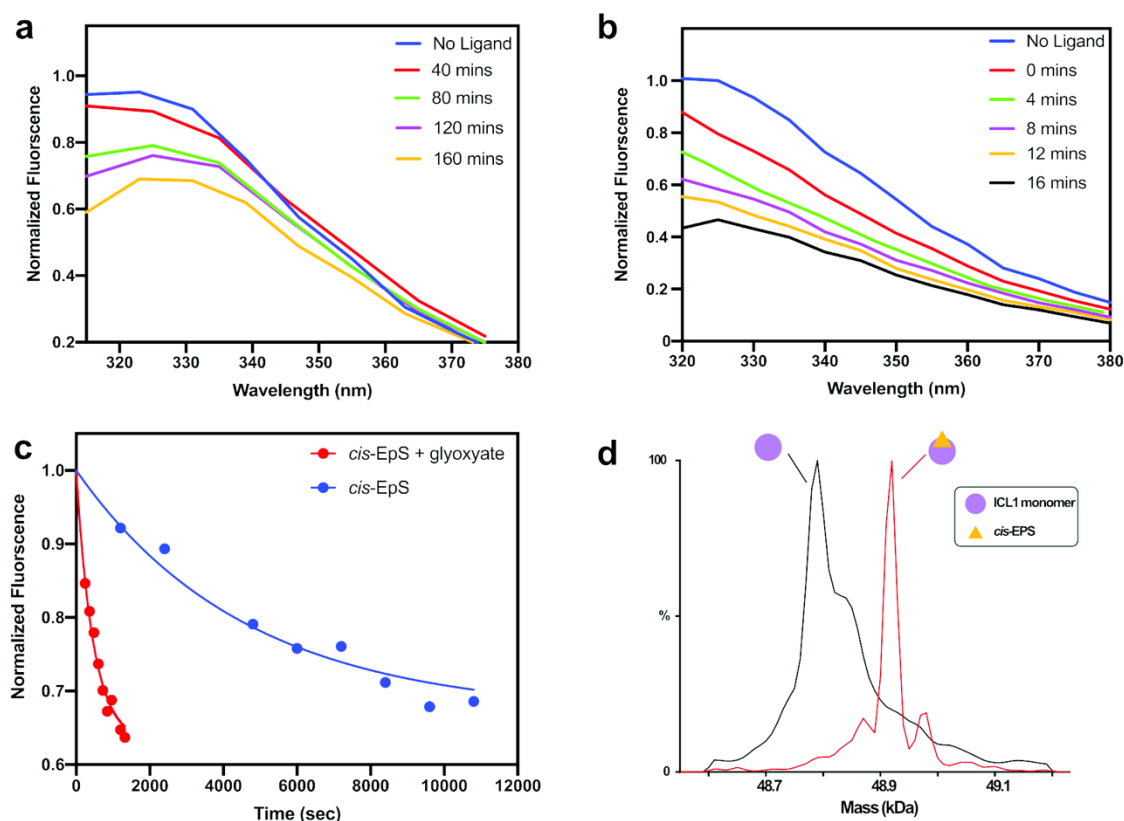 a
No Ligand
40 mins
80 mins
120 mins
160 mins
1.0
0.8
0.6
0.4
0.2
320
330
340
350
360
370
380
Normalized Fluorescence
Wavelength (nm)
b
No Ligand
0 mins
4 mins
8 mins
12 mins
16 mins
1.0
0.8
0.6
0.4
0.2
0
320
330
340
350
360
370
380
Normalized Fluorescence
Wavelength (nm)
c
cis-EpS + glyoxyate
cis-EpS
1.0
0.9
0.8
0.7
0.6
0
2000
4000
6000
8000
10000
12000
Normalized Fluorescence
Time (sec)
d
ICL1 monomer
cis-EPS
100
%
0
48.7
48.9
49.1
Mass (kDa)